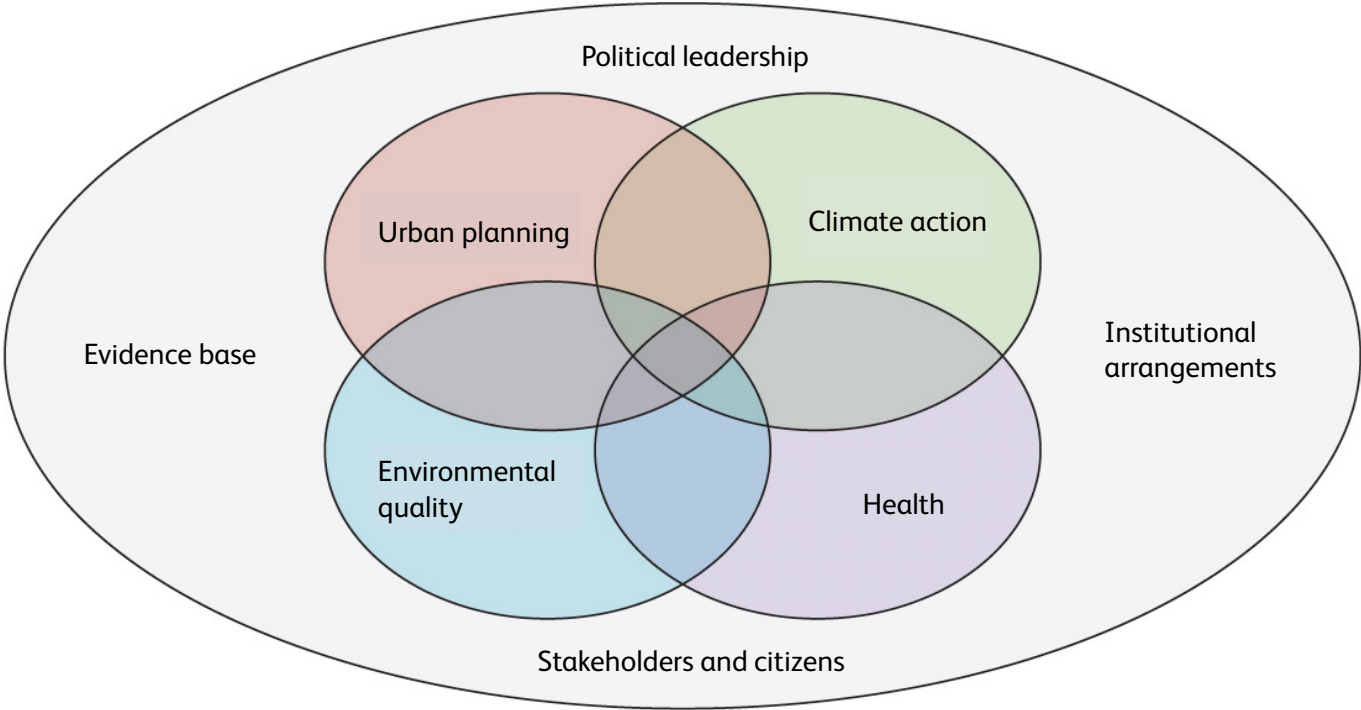 Political leadership
Urban planning
Climate action
Evidence base
Institutional
arrangements
Environmental
quality
Health
Stakeholders and citizens